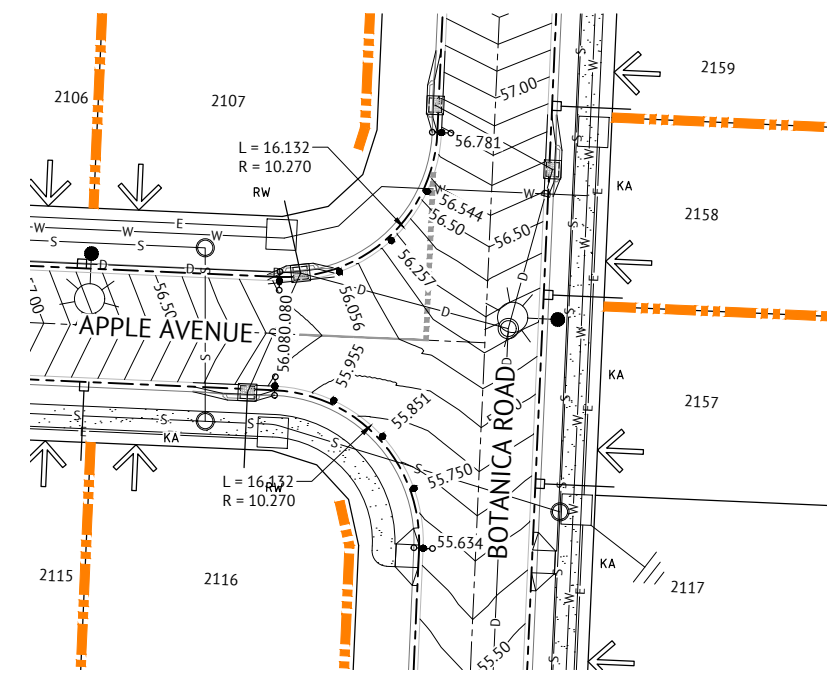 2159
57.00
2106
2107
56.781
L = 16.132
R = 10.270
RW
KA
W
W
56.544
2158
E
W
W
W
56.50
56.50
S
S
56.257
D
D
S
D
D
56.50
56.056
D
APPLE AVENUE
56.080
D
S
55.955
KA
BOTANICA ROAD
2157
55.851
S
S
E
KA
S
S
55.750
L = 16.132
RW
R = 10.270
55.634
KA
2115
2116
2117
D
55.50